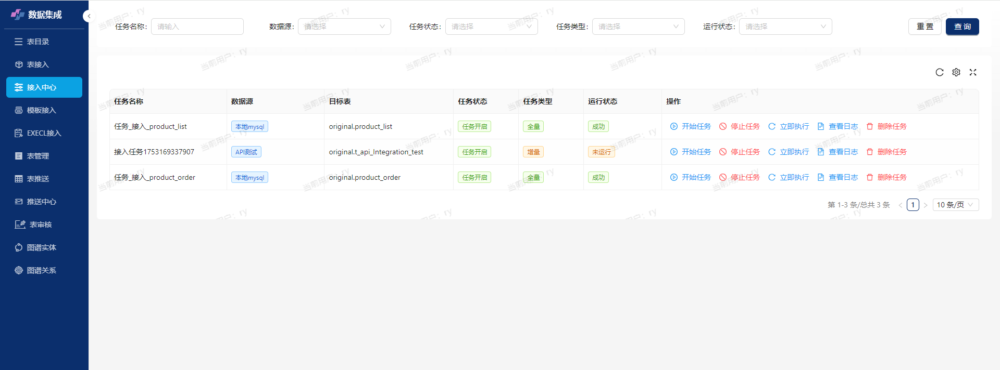 数据集成
表目录
表接入
接入中心
模板接入
EXECL接入
表管理
表推送
推送中心
表审核
图谱实体
图谱关系
任务名称: 请输入 数据源: 请选择 任务状态: 请选择 任务类型: 请选择 运行状态: 请选择 重 置 查 询
任务名称 数据源 目标表 任务状态 任务类型 运行状态 操作
任务_接入_product_list 本地mysql original.product_list 任务开启 全量 成功 开始任务 停止任务 立即执行 查看日志 删除任务
接入任务1753169337907 API测试 original.t_api_Integration_test 任务开启 增量 未运行 开始任务 停止任务 立即执行 查看日志 删除任务
任务_接入_product_order 本地mysql original.product_order 任务开启 全量 成功 开始任务 停止任务 立即执行 查看日志 删除任务
第 1-3 条/总共 3 条 1 10 条/页
当前用户: ry